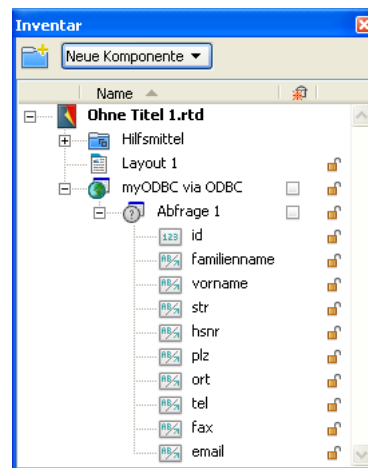 Inventar
Neue Komponente
Name
Ohne Titel 1.rtd
Hilfsmittel
Layout 1
myODBC via ODBC
Abfrage 1
123 id
familienname
vorname
str
hsnr
plz
ort
tel
fax
email